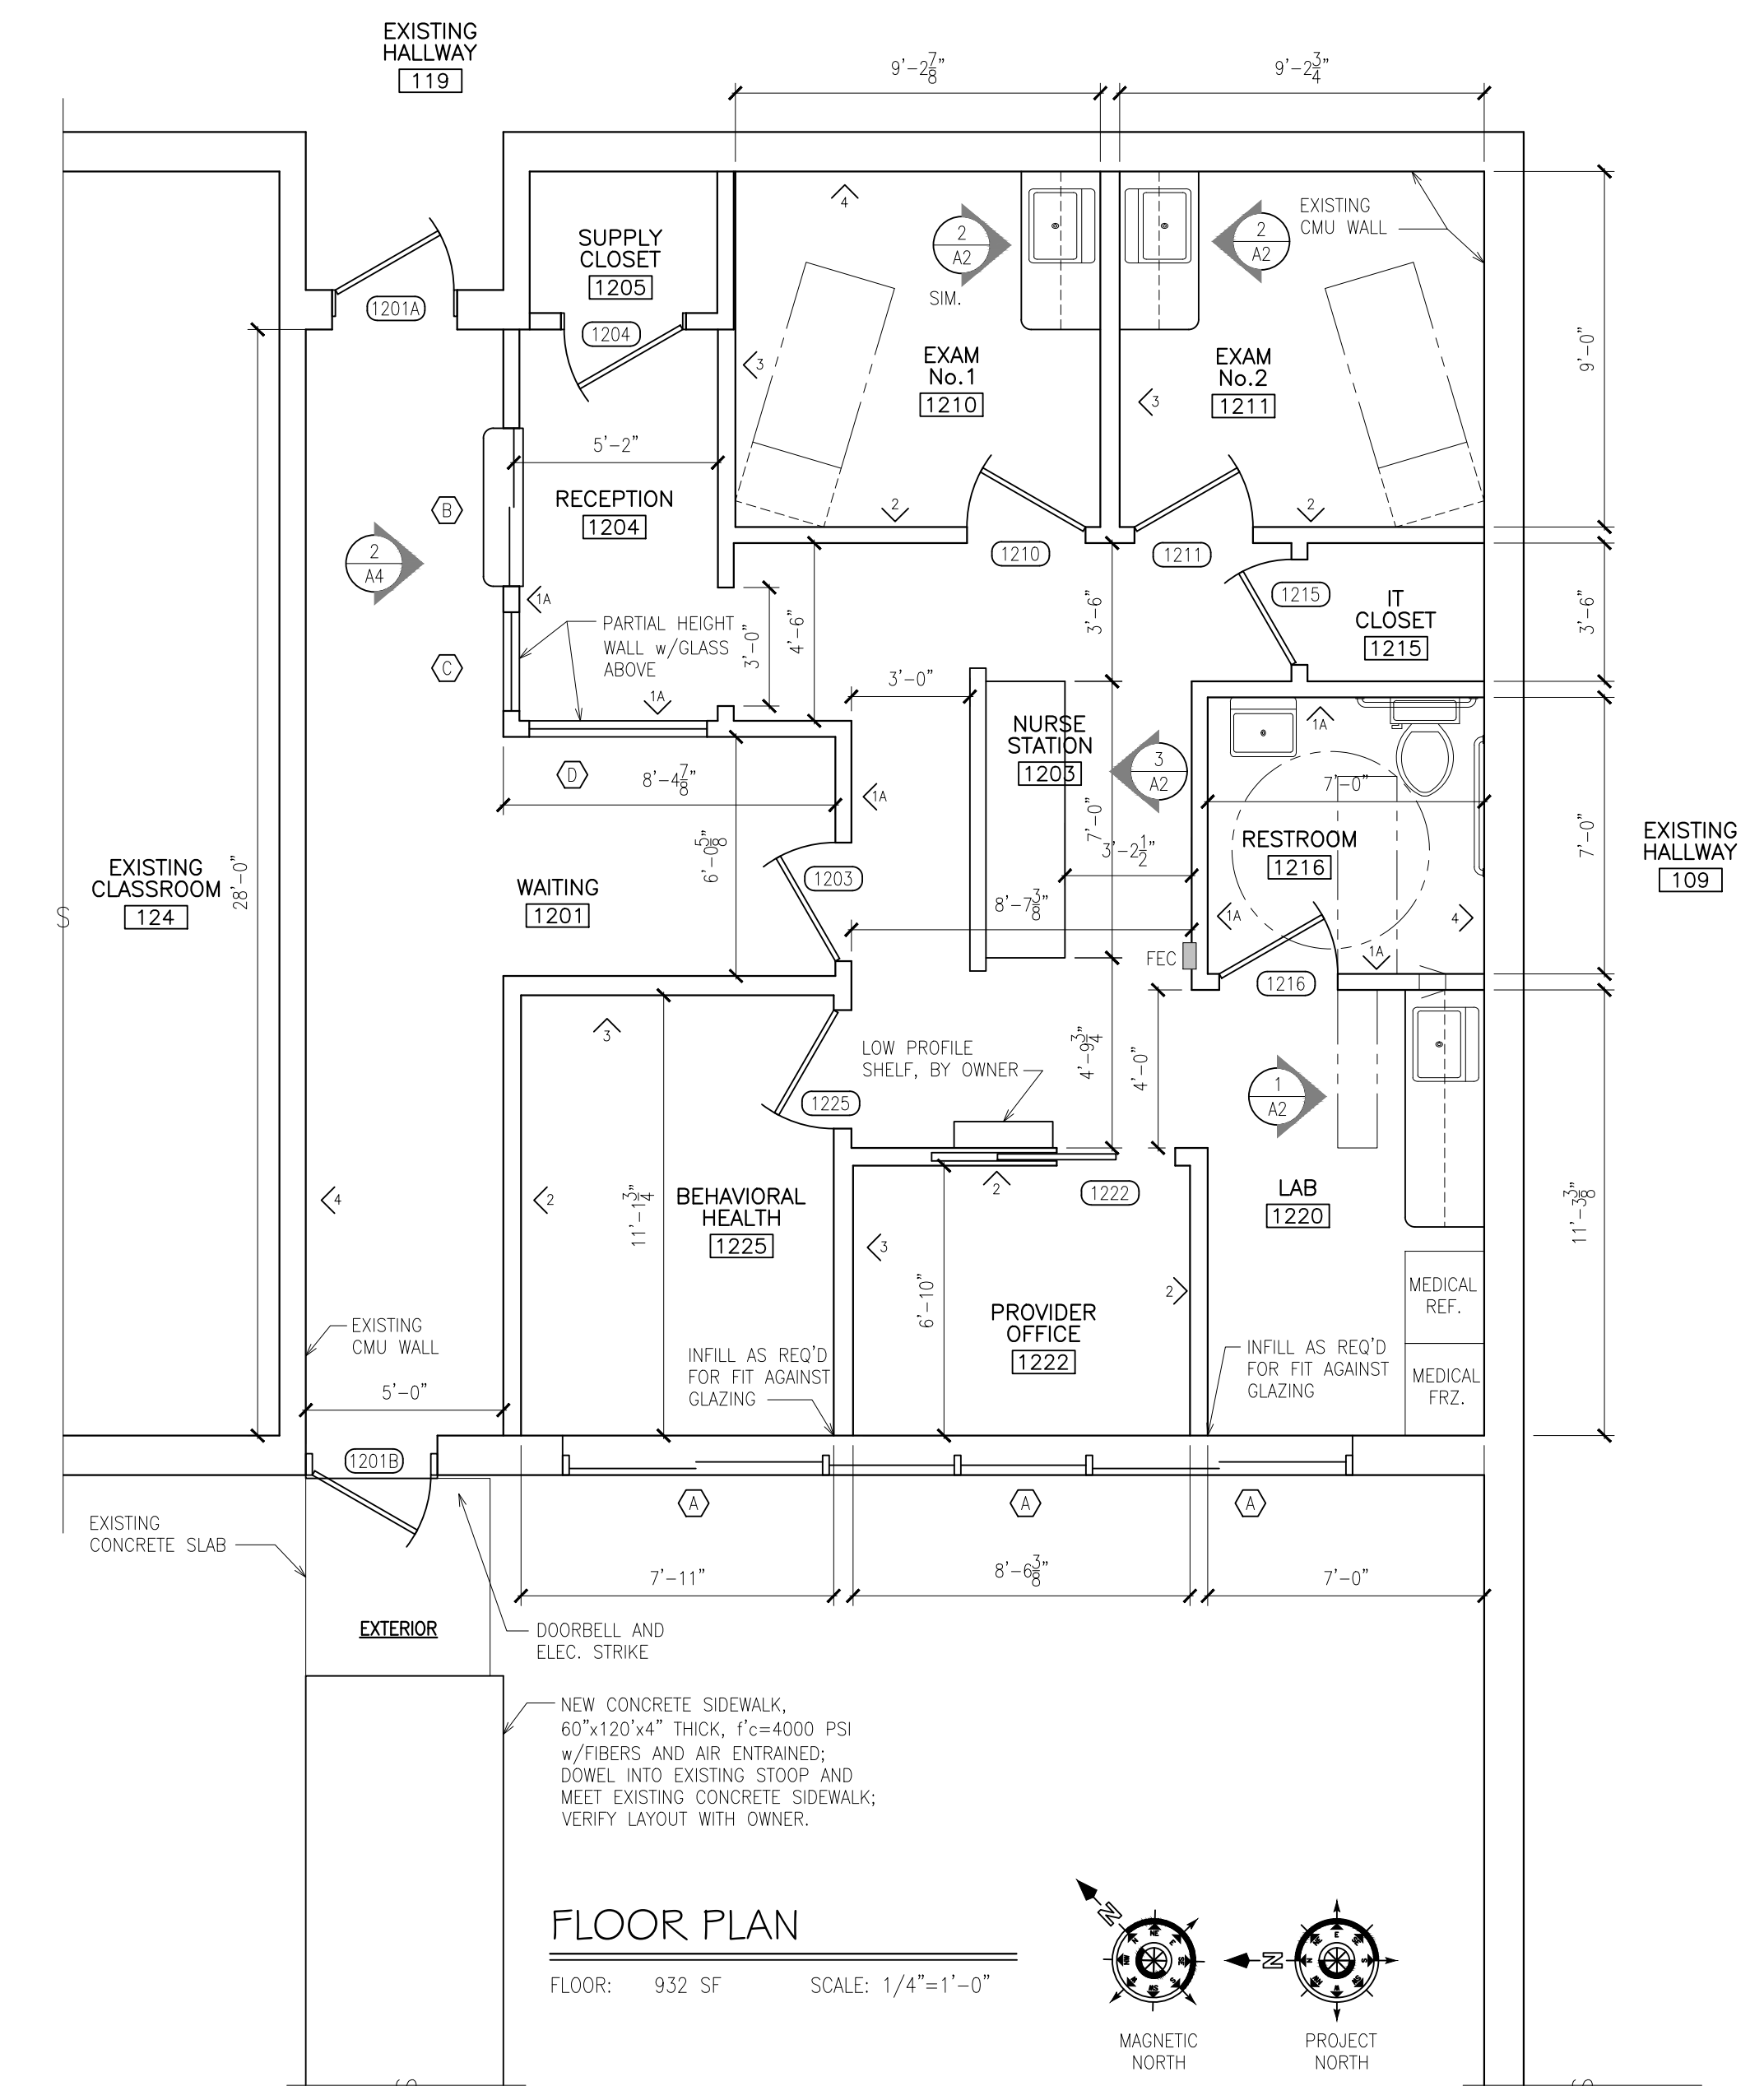 EXISTING
HALLWAY
119
9'-2 7/8"
9'-2 3/4"
EXISTING
CMU WALL
4
2
A2
SIM.
2
A2
SUPPLY
CLOSET
1205
1201A
1204
3
EXAM
No.1
1210
EXAM
No.2
1211
3
9'-0"
5'-2"
RECEPTION
1204
B
2
2
2
A4
1210
1211
1215
IT
CLOSET
1215
3'-6"
3'-6"
1A
PARTIAL HEIGHT
WALL w/GLASS
ABOVE
3'-0"
4'-6"
C
1A
3'-0"
NURSE
STATION
1203
3
A2
1A
7'-0"
D
8'-4 7/8"
1A
7'-0"
3'-2 1/2"
RESTROOM
1216
7'-0"
EXISTING
HALLWAY
109
EXISTING
CLASSROOM
124
S
28'-0"
6'-0 5/8"
WAITING
1201
1203
8'-7 3/8"
1A
4
1A
FEC
1216
3
LOW PROFILE
SHELF, BY OWNER
4'-9 3/4"
4'-0"
1
A2
1225
4
2
11'-1 3/4"
BEHAVIORAL
HEALTH
1225
2
1222
LAB
1220
11'-3 3/8"
3
2
6'-10"
MEDICAL
REF.
PROVIDER
OFFICE
1222
EXISTING
CMU WALL
INFILL AS REQ'D
FOR FIT AGAINST
GLAZING
INFILL AS REQ'D
FOR FIT AGAINST
GLAZING
MEDICAL
FRZ.
5'-0"
1201B
A
A
A
EXISTING
CONCRETE SLAB
7'-11"
8'-6 3/8"
7'-0"
EXTERIOR
DOORBELL AND
ELEC. STRIKE
NEW CONCRETE SIDEWALK,
60"x120'x4" THICK, f'c=4000 PSI
w/FIBERS AND AIR ENTRAINED;
DOWEL INTO EXISTING STOOP AND
MEET EXISTING CONCRETE SIDEWALK;
VERIFY LAYOUT WITH OWNER.
FLOOR PLAN
FLOOR: 932 SF SCALE: 1/4"=1'-0"
N
N
MAGNETIC
NORTH
PROJECT
NORTH